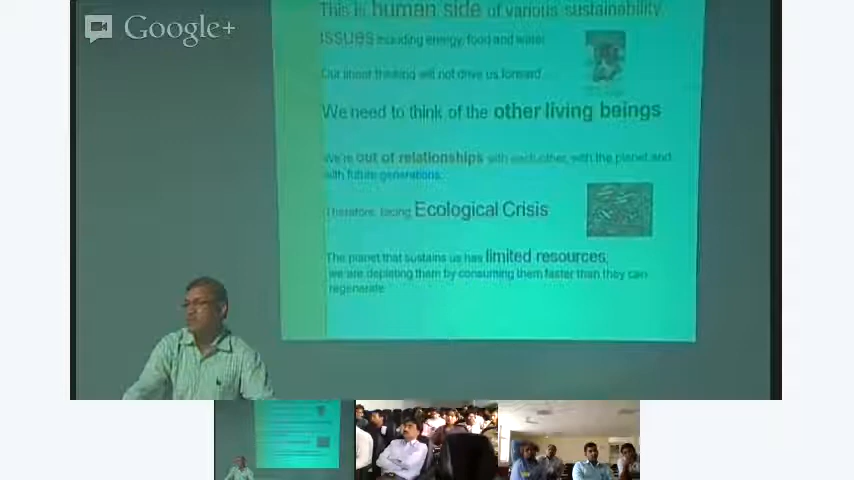 Google+
This is human side of various sustainability
issues including energy, food and water
Our linear thinking will not drive us forward
We need to think of the other living beings
We're out of relationships with each other, with the planet and
with future generations.
Therefore, facing Ecological Crisis
The planet that sustains us has limited resources,
we are depleting them by consuming them faster than they can
regenerate